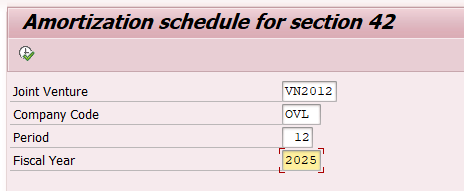 Amortization schedule for section 42
Joint Venture VN2012
Company Code OVL
Period 12
Fiscal Year 2025